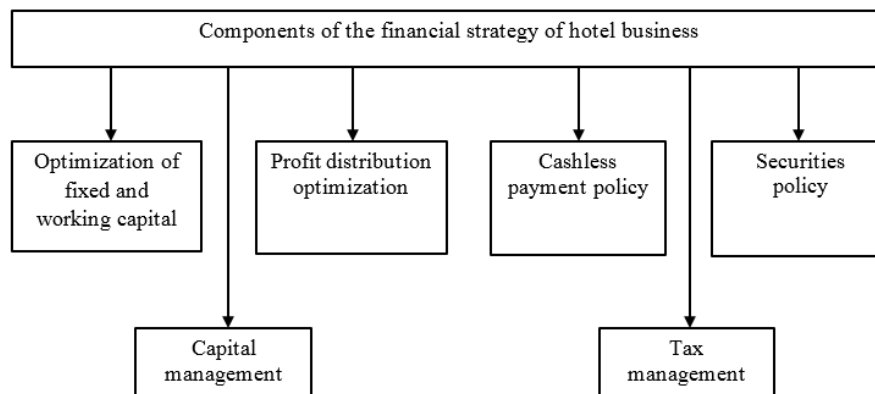 Components of the financial strategy of hotel business
Optimization of
fixed and
working capital
Profit distribution
optimization
Cashless
payment policy
Securities
policy
Capital
management
Tax
management